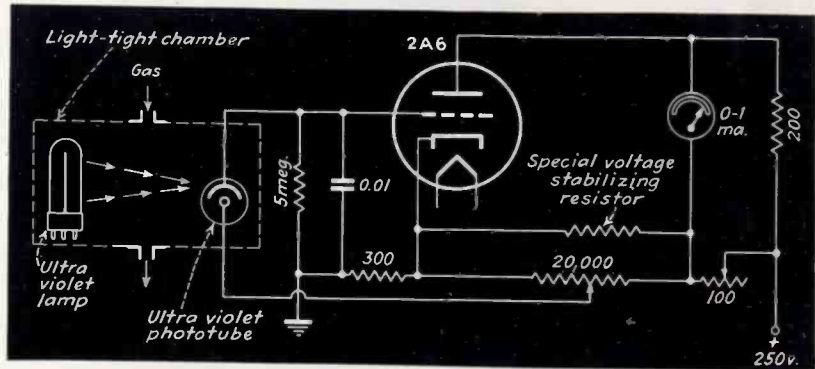 Light-tight chamber
Gas
2A6
0-1
ma.
200
5meg.
0.01
Special voltage
stabilizing
resistor
300
20,000
100
Ultra
violet
lamp
Ultra violet
phototube
+
250v.